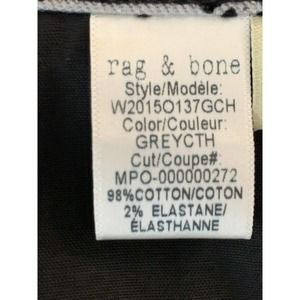 rag & bone
Style/Modèle:
W2015O137GCH
Color/Couleur:
GREYCTH
Cut/Coupe#:
MPO-000000272
98%COTTON/COTON
2% ELASTANE/
ÉLASTHANNE